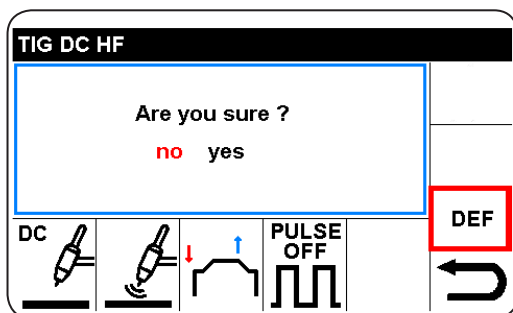 TIG DC HF
Are you sure ?
no yes
DEF
DC
PULSE
OFF